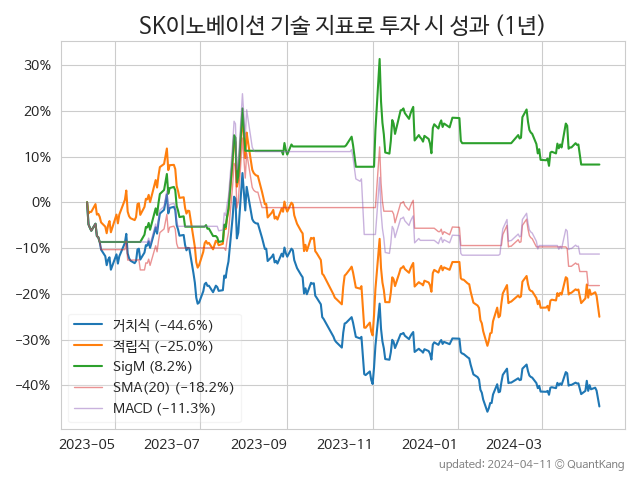 SK이노베이션 기술 지표로 투자 시 성과 (1년)
30%
20%
10%
0%
−10%
−20%
−30%
−40%
거치식 (−44.6%)
적립식 (−25.0%)
SigM (8.2%)
SMA(20) (−18.2%)
MACD (−11.3%)
2023−05
2023−07
2023−09
2023−11
2024−01
2024−03
updated: 2024−04−11 © QuantKang